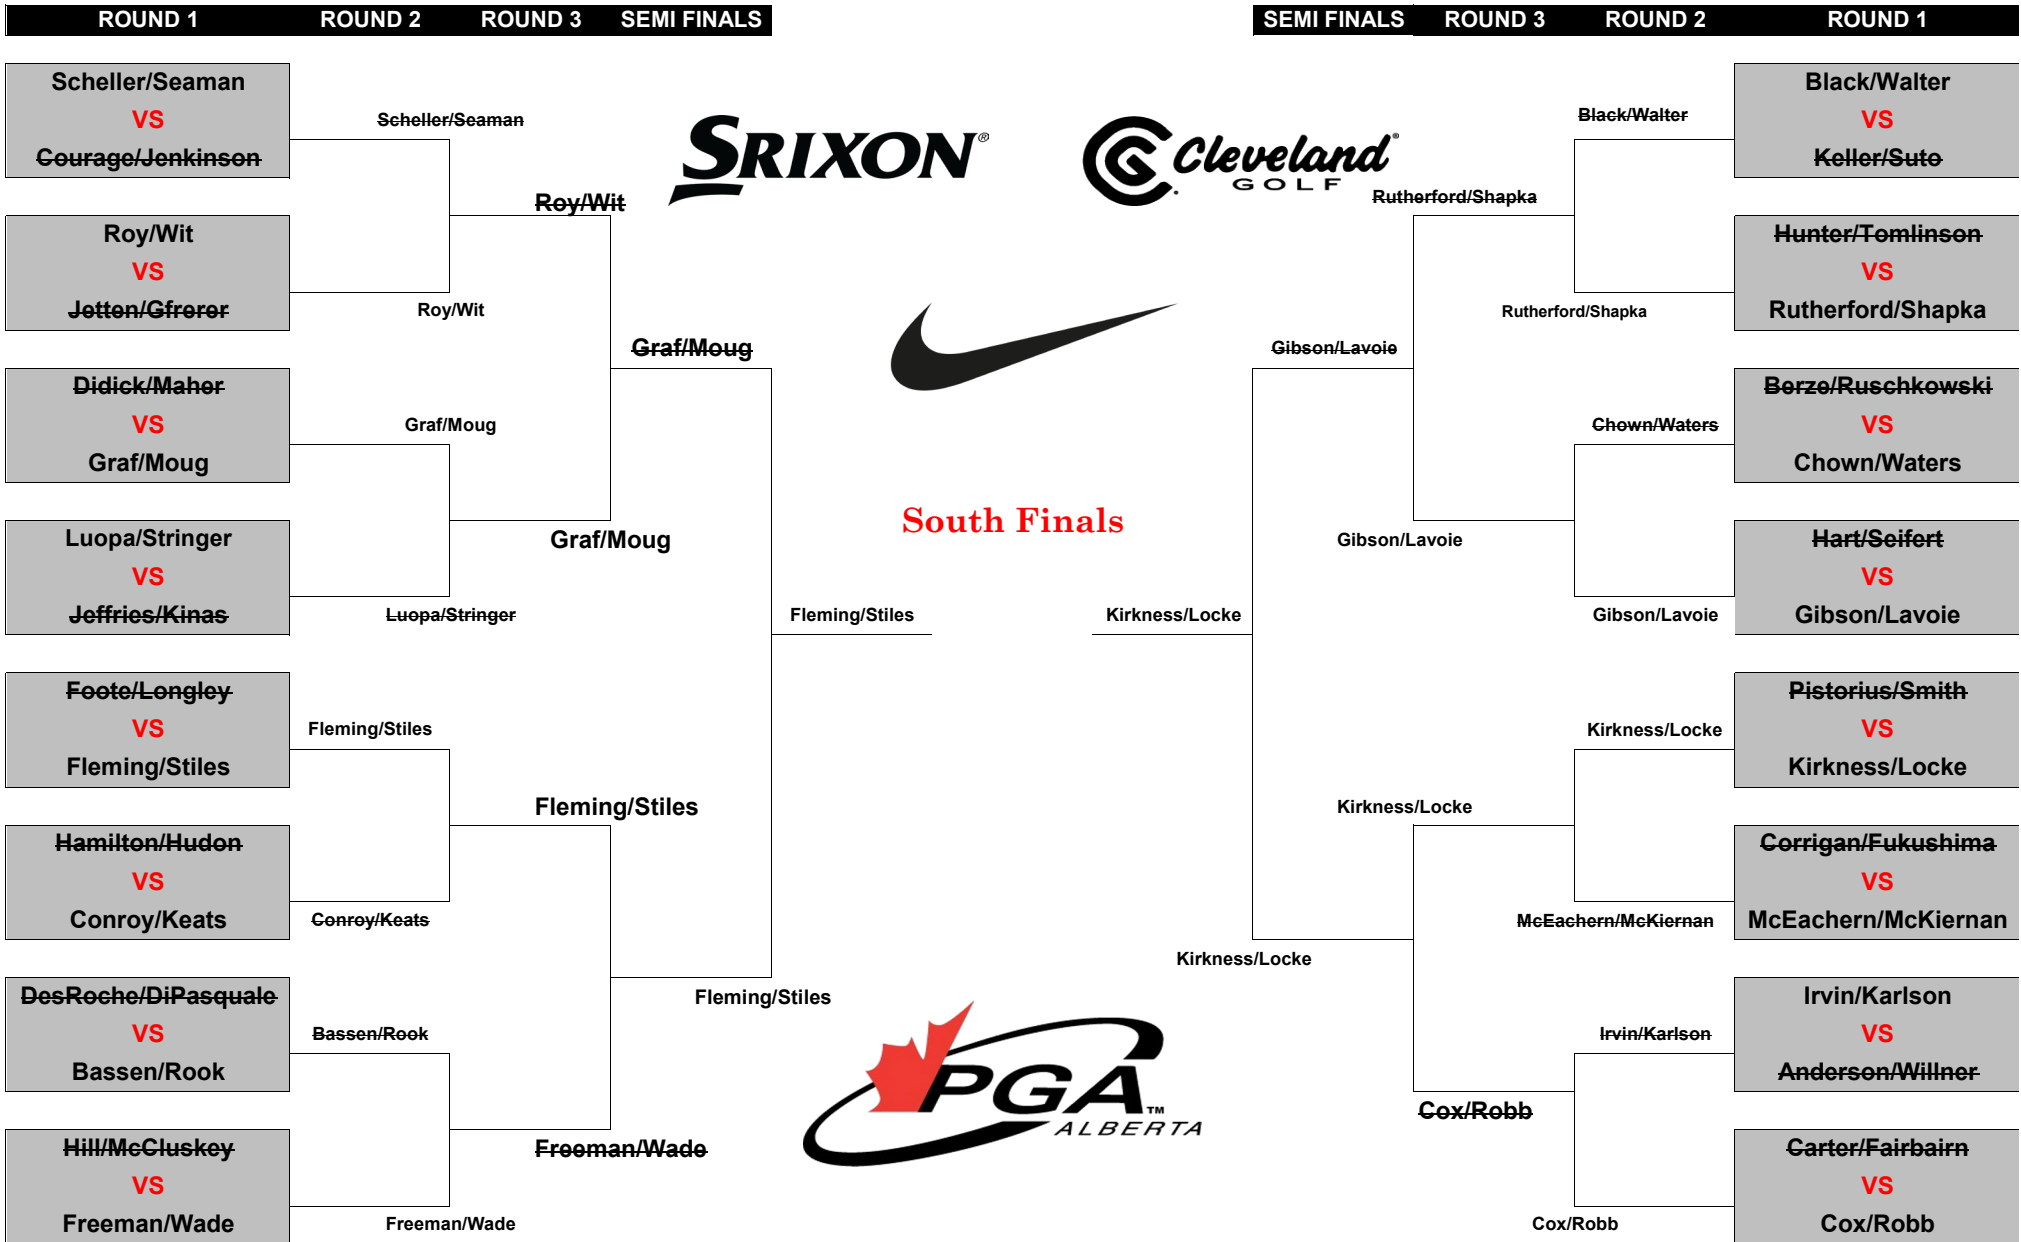 ROUND 1 ROUND 2 ROUND 3 SEMI FINALS SEMI FINALS ROUND 3 ROUND 2 ROUND 1
Scheller/Seaman
VS
Courage/Jenkinson
Roy/Wit
VS
Jetten/Gfrerer
Didick/Maher
VS
Graf/Moug
Luopa/Stringer
VS
Jeffries/Kinas
Foote/Longley
VS
Fleming/Stiles
Hamilton/Hudon
VS
Conroy/Keats
DesRoche/DiPasquale
VS
Bassen/Rook
Hill/McCluskey
VS
Freeman/Wade
Scheller/Seaman
Roy/Wit
Graf/Moug
Luopa/Stringer
Fleming/Stiles
Conroy/Keats
Bassen/Rook
Freeman/Wade
Roy/Wit
Graf/Moug
Fleming/Stiles
Freeman/Wade
Graf/Moug
Fleming/Stiles
Fleming/Stiles
SRIXON®
Cleveland®
GOLF
South Finals
PGA™
ALBERTA
Kirkness/Locke
Gibson/Lavoie
Kirkness/Locke
Rutherford/Shapka
Gibson/Lavoie
Kirkness/Locke
Cox/Robb
Black/Walter
Rutherford/Shapka
Chown/Waters
Gibson/Lavoie
Kirkness/Locke
McEachern/McKiernan
Irvin/Karlson
Cox/Robb
Black/Walter
VS
Keller/Suto
Hunter/Tomlinson
VS
Rutherford/Shapka
Berze/Ruschkowski
VS
Chown/Waters
Hart/Seifert
VS
Gibson/Lavoie
Pistorius/Smith
VS
Kirkness/Locke
Corrigan/Fukushima
VS
McEachern/McKiernan
Irvin/Karlson
VS
Anderson/Willner
Carter/Fairbairn
VS
Cox/Robb